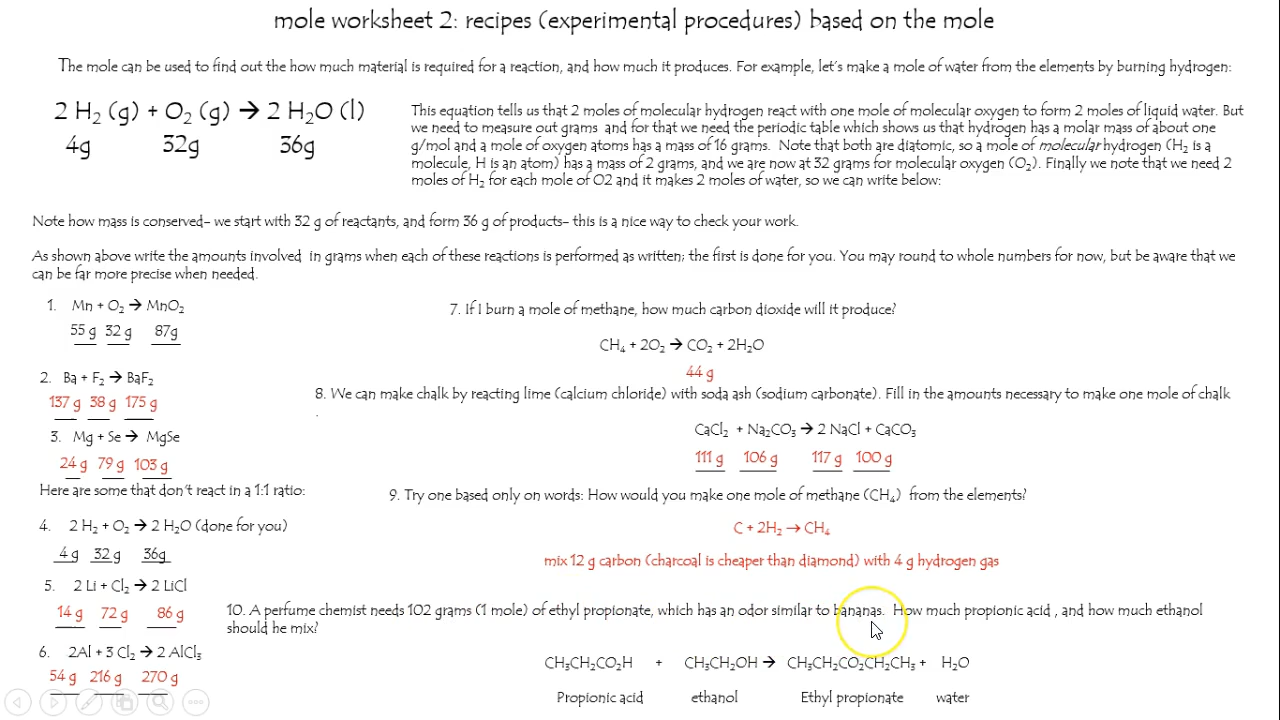 mole worksheet 2: recipes (experimental procedures) based on the mole
The mole can be used to find out the how much material is required for a reaction, and how much it produces. For example, let's make a mole of water from the elements by burning hydrogen:
2 H₂ (g) + O₂ (g) → 2 H₂O (l)
4g 32g 36g
This equation tells us that 2 moles of molecular hydrogen react with one mole of molecular oxygen to form 2 moles of liquid water. But
we need to measure out grams and for that we need the periodic table which shows us that hydrogen has a molar mass of about one
g/mol and a mole of oxygen atoms has a mass of 16 grams. Note that both are diatomic, so a mole of molecular hydrogen (H₂ is a
molecule, H is an atom) has a mass of 2 grams, and we are now at 32 grams for molecular oxygen (O₂). Finally we note that we need 2
moles of H₂ for each mole of O2 and it makes 2 moles of water, so we can write below:
Note how mass is conserved- we start with 32 g of reactants, and form 36 g of products- this is a nice way to check your work.
As shown above write the amounts involved in grams when each of these reactions is performed as written; the first is done for you. You may round to whole numbers for now, but be aware that we
can be far more precise when needed.
1. Mn + O₂ → MnO₂
55 g 32 g 87g
2. Ba + F₂ → BaF₂
137 g 38 g 175 g
3. Mg + Se → MgSe
24 g 79 g 103 g
Here are some that don't react in a 1:1 ratio:
4. 2 H₂ + O₂ → 2 H₂O (done for you)
4 g 32 g 36g
5. 2 Li + Cl₂ → 2 LiCl
14 g 72 g 86 g
6. 2Al + 3 Cl₂ → 2 AlCl₃
54 g 216 g 270 g
7. If I burn a mole of methane, how much carbon dioxide will it produce?
CH₄ + 2O₂ → CO₂ + 2H₂O
44 g
8. We can make chalk by reacting lime (calcium chloride) with soda ash (sodium carbonate). Fill in the amounts necessary to make one mole of chalk
.
CaCl₂ + Na₂CO₃ → 2 NaCl + CaCO₃
111 g 106 g 117 g 100 g
9. Try one based only on words: How would you make one mole of methane (CH₄) from the elements?
C + 2H₂ → CH₄
mix 12 g carbon (charcoal is cheaper than diamond) with 4 g hydrogen gas
10. A perfume chemist needs 102 grams (1 mole) of ethyl propionate, which has an odor similar to bananas. How much propionic acid , and how much ethanol
should he mix?
CH₃CH₂CO₂H + CH₃CH₂OH → CH₃CH₂CO₂CH₂CH₃ + H₂O
Propionic acid ethanol Ethyl propionate water